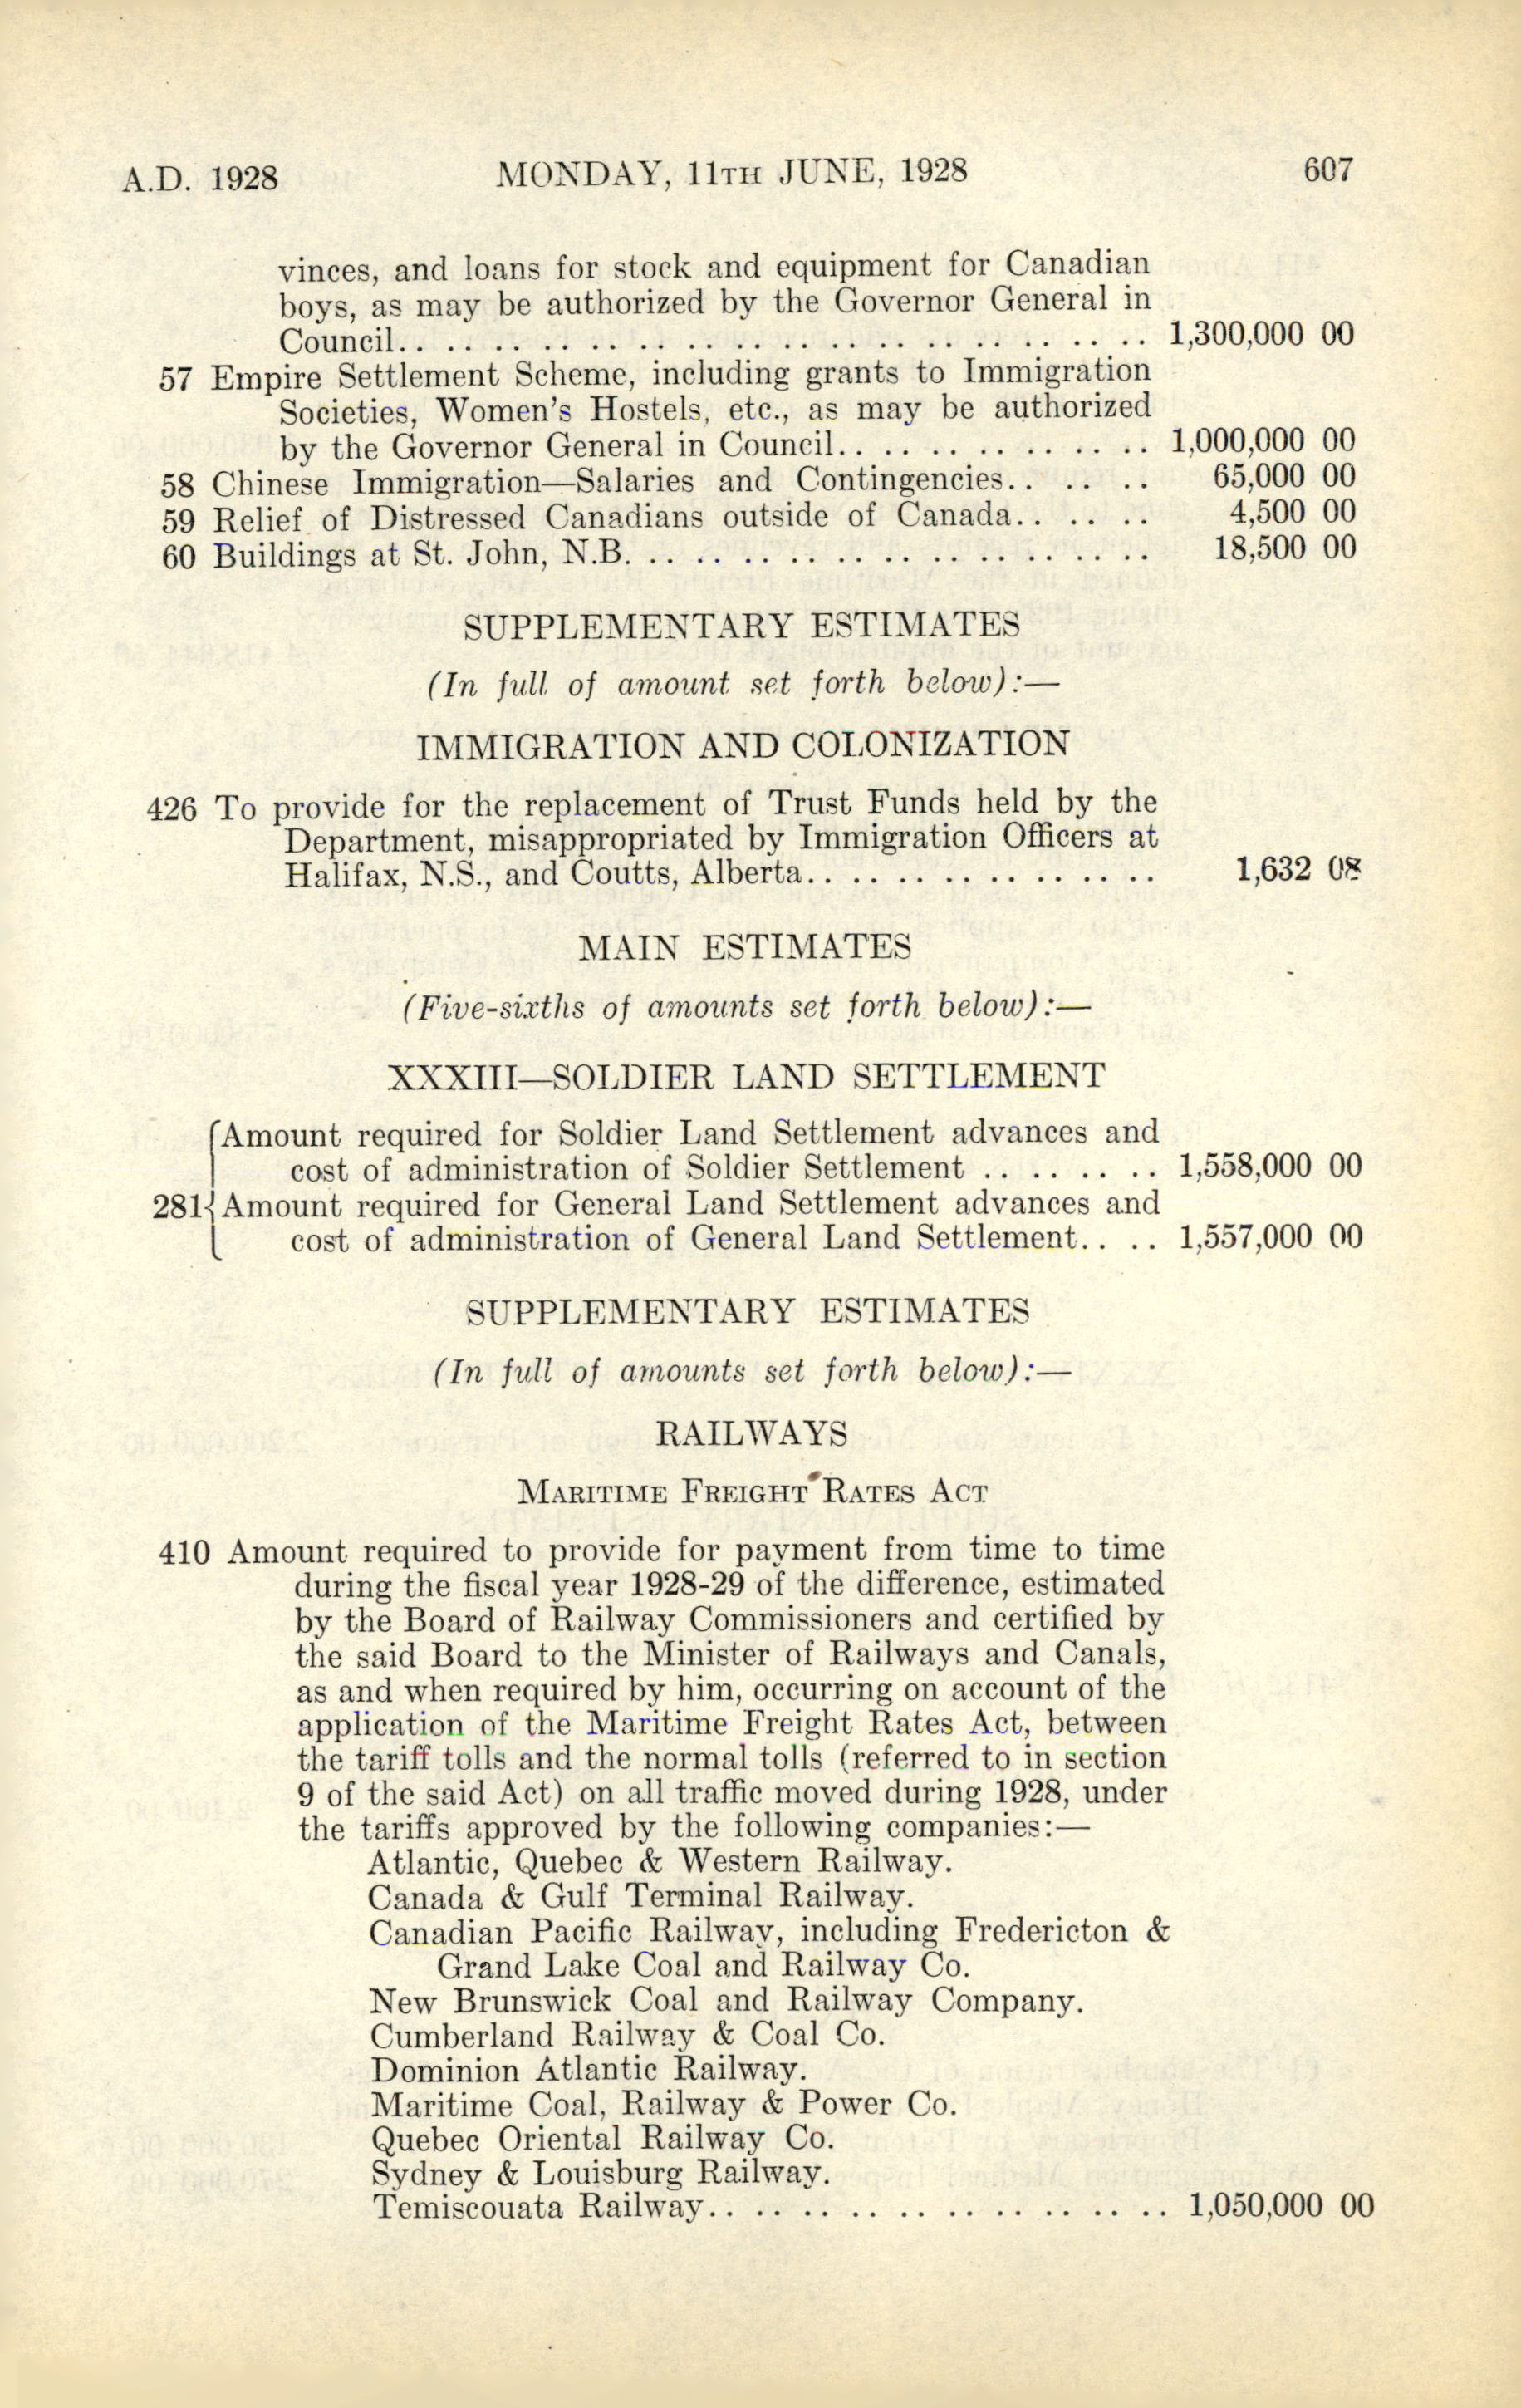 A.D. 1928 MONDAY, 11TH JUNE, 1928 607
vinces, and loans for stock and equipment for Canadian
boys, as may be authorized by the Governor General in
Council. . . . . . . . . . . . . . . . . . . . . . . . . . . . . . . . 1,300,000 00
57 Empire Settlement Scheme, including grants to Immigration
Societies, Women's Hostels, etc., as may be authorized
by the Governor General in Council. . . . . . . . . . . . . . 1,000,000 00
58 Chinese Immigration—Salaries and Contingencies. . . . . . 65,000 00
59 Relief of Distressed Canadians outside of Canada. . . . . . 4,500 00
60 Buildings at St. John, N.B. . . . . . . . . . . . . . . . . . . . . . . 18,500 00
SUPPLEMENTARY ESTIMATES
(In full of amount set forth below):—
IMMIGRATION AND COLONIZATION
426 To provide for the replacement of Trust Funds held by the
Department, misappropriated by Immigration Officers at
Halifax, N.S., and Coutts, Alberta. . . . . . . . . . . . . . . . 1,632 08
MAIN ESTIMATES
(Five-sixths of amounts set forth below):—
XXXIII—SOLDIER LAND SETTLEMENT
Amount required for Soldier Land Settlement advances and
cost of administration of Soldier Settlement . . . . . . . . 1,558,000 00
281 Amount required for General Land Settlement advances and
cost of administration of General Land Settlement. . . . 1,557,000 00
SUPPLEMENTARY ESTIMATES
(In full of amounts set forth below):—
RAILWAYS
MARITIME FREIGHT RATES ACT
410 Amount required to provide for payment from time to time
during the fiscal year 1928-29 of the difference, estimated
by the Board of Railway Commissioners and certified by
the said Board to the Minister of Railways and Canals,
as and when required by him, occurring on account of the
application of the Maritime Freight Rates Act, between
the tariff tolls and the normal tolls (referred to in section
9 of the said Act) on all traffic moved during 1928, under
the tariffs approved by the following companies:—
Atlantic, Quebec & Western Railway.
Canada & Gulf Terminal Railway.
Canadian Pacific Railway, including Fredericton &
Grand Lake Coal and Railway Co.
New Brunswick Coal and Railway Company.
Cumberland Railway & Coal Co.
Dominion Atlantic Railway.
Maritime Coal, Railway & Power Co.
Quebec Oriental Railway Co.
Sydney & Louisburg Railway.
Temiscouata Railway. . . . . . . . . . . . . . . . . . . . 1,050,000 00